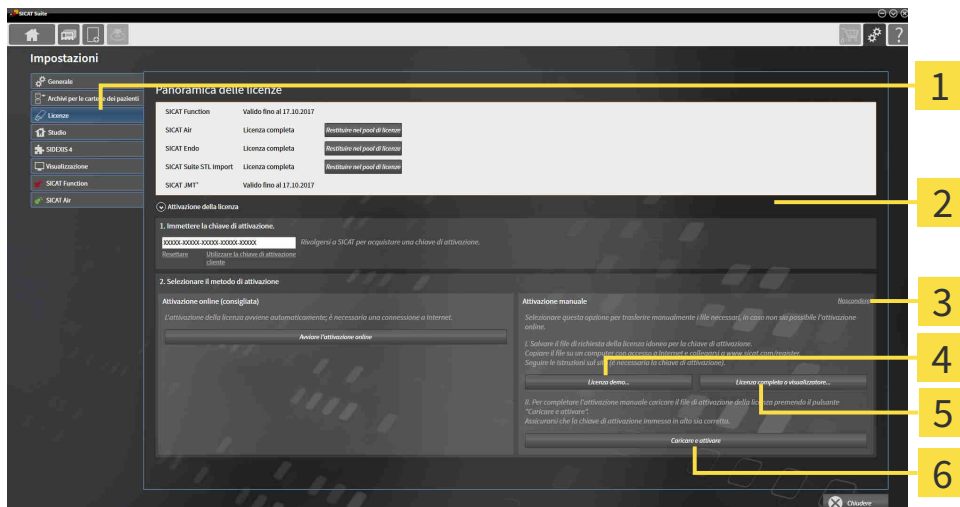 SICAT Suite
?
Impostazioni
Generale
Archivi per le cartelle dei pazienti
Licenze
Studio
SIDEXIS 4
Visualizzazione
SICAT Function
SICAT Air
Panoramica delle licenze
SICAT Function Valido fino al 17.10.2017
SICAT Air Licenza completa Restituire nel pool di licenze
SICAT Endo Licenza completa Restituire nel pool di licenze
SICAT Suite STL Import Licenza completa Restituire nel pool di licenze
SICAT JMT⁺ Valido fino al 17.10.2017
Attivazione della licenza
1. Immettere la chiave di attivazione.
XXXXX-XXXXX-XXXXX-XXXXX-XXXXX Rivolgersi a SICAT per acquistare una chiave di attivazione.
Resettare Utilizzare la chiave di attivazione
cliente
2. Selezionare il metodo di attivazione
Attivazione online (consigliata)
L'attivazione della licenza avviene automaticamente; è necessaria una connessione a Internet.
Avviare l'attivazione online
Attivazione manuale Nascondere
Selezionare questa opzione per trasferire manualmente i file necessari, in caso non sia possibile l'attivazione
online.
I. Salvare il file di richiesta della licenza idoneo per la chiave di attivazione.
Copiare il file su un computer con accesso a Internet e collegarsi a www.sicat.com/register.
Seguire le istruzioni sul sito (è necessaria la chiave di attivazione).
Licenza demo... Licenza completa o visualizzatore...
II. Per completare l'attivazione manuale caricare il file di attivazione della licenza premendo il pulsante
"Caricare e attivare".
Assicurarsi che la chiave di attivazione immessa in alto sia corretta.
Caricare e attivare
Chiudere
1
2
3
4
5
6